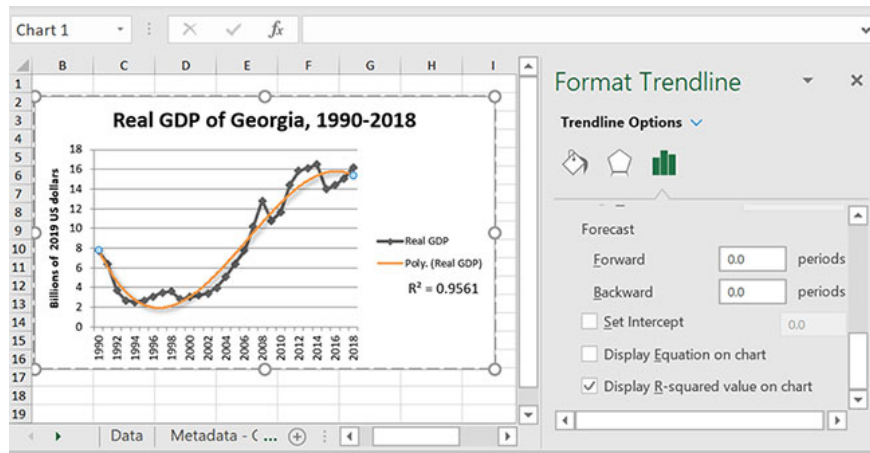 Chart 1
fx
B C D E F G H I
1
2
3
4
5
6
7
8
9
10
11
12
13
14
15
16
17
18
19
Real GDP of Georgia, 1990-2018
Billions of 2019 US dollars
18
16
14
12
10
8
6
4
2
0
1990 1992 1994 1996 1998 2000 2002 2004 2006 2008 2010 2012 2014 2016 2018
Real GDP
Poly. (Real GDP)
R² = 0.9561
Data Metadata - C ...
Format Trendline
Trendline Options
Forecast
Forward 0.0 periods
Backward 0.0 periods
Set Intercept 0.0
Display Equation on chart
Display R-squared value on chart